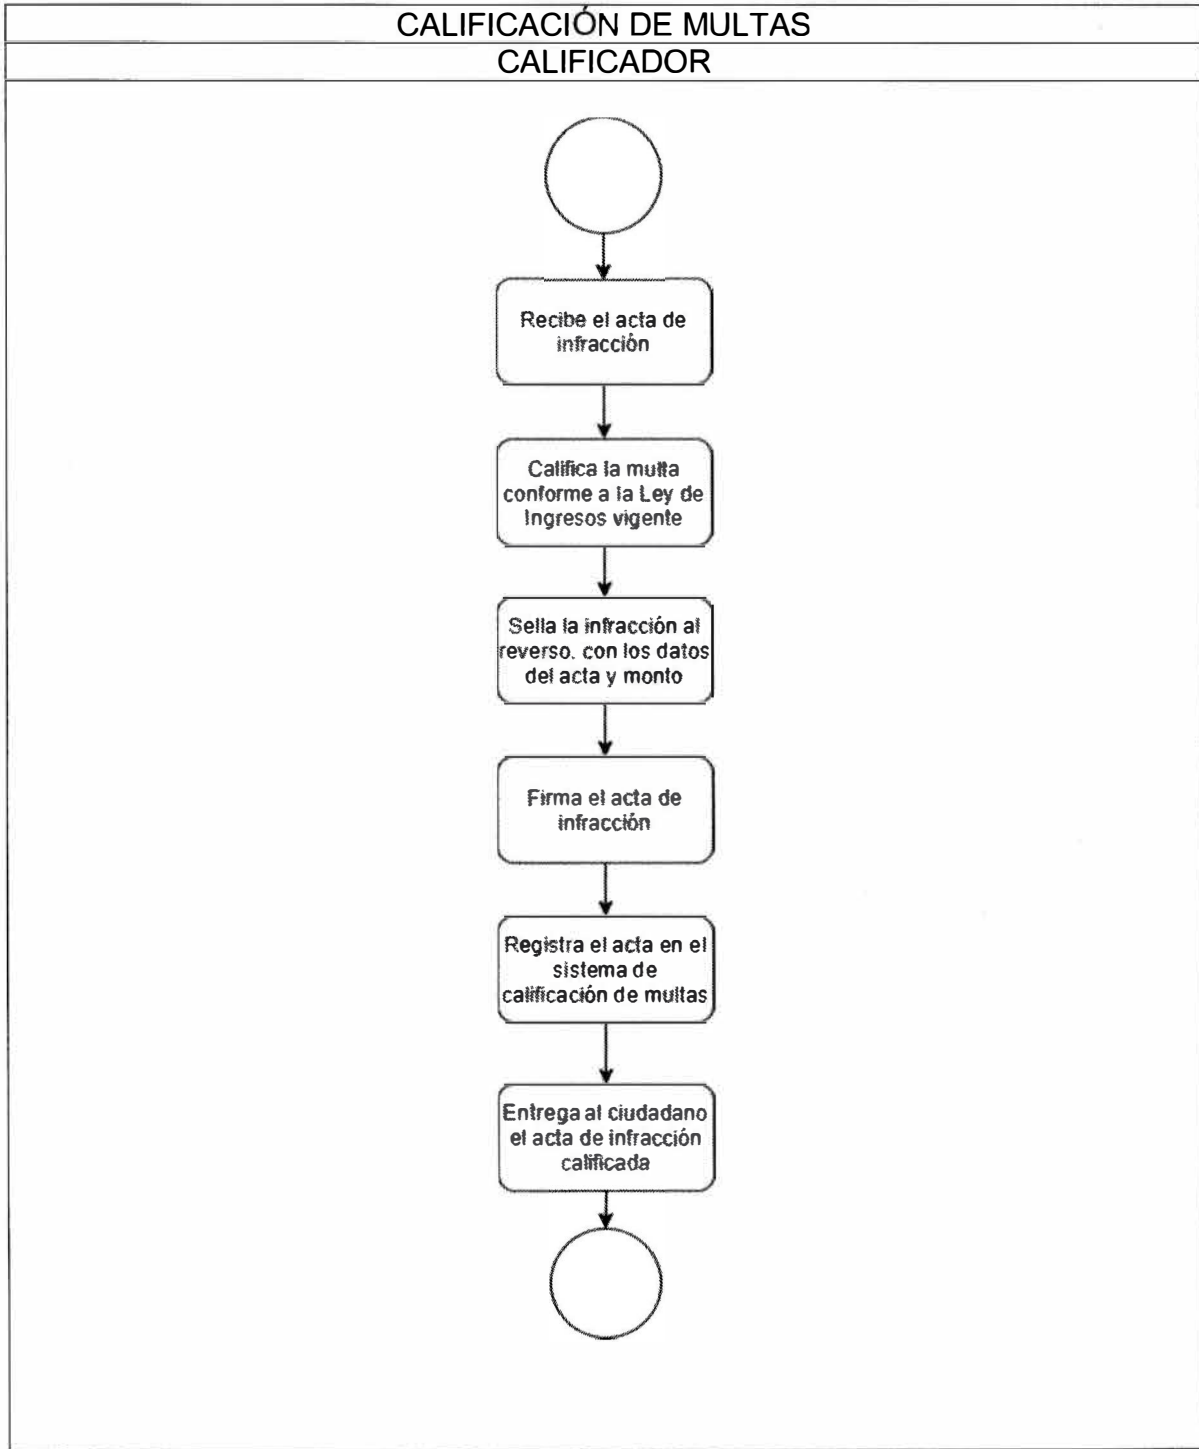 CALIFICACIÓN DE MULTAS
CALIFICADOR
Recibe el acta de
infracción
Califica la multa
conforme a la Ley de
Ingresos vigente
Sella la infracción al
reverso, con los datos
del acta y monto
Firma el acta de
infracción
Registra el acta en el
sistema de
calificación de multas
Entrega al ciudadano
el acta de infracción
calificada